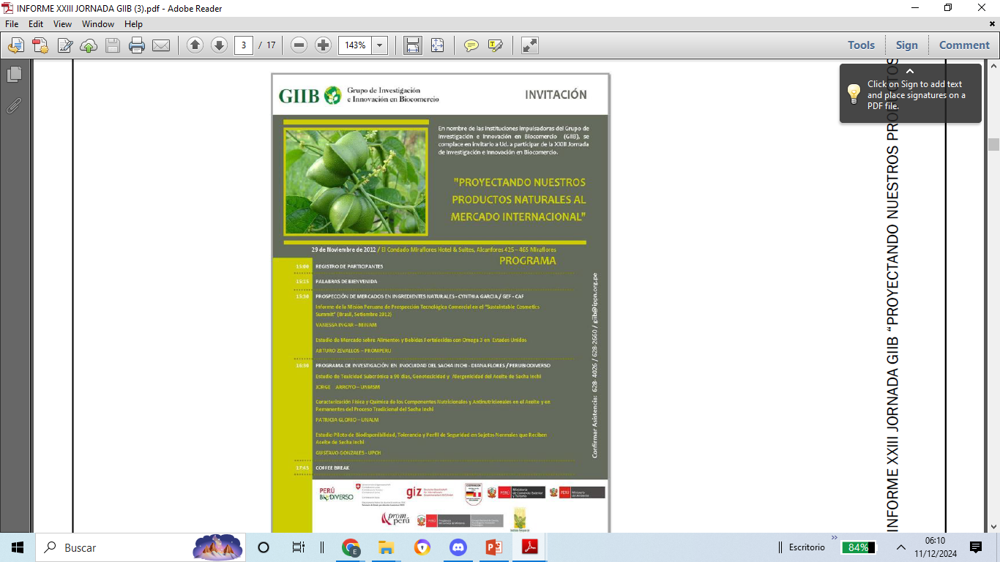 INFORME XXIII JORNADA GIIB (3).pdf - Adobe Reader
File Edit View Window Help
3 / 17 143% Tools Sign Comment
Click on Sign to add text
and place signatures on a
PDF file.
GIIB Grupo de Investigación
e Innovación en Biocomercio
INVITACIÓN
En nombre de las instituciones impulsadoras del Grupo de
Investigación e Innovación en Biocomercio (GIIB), se
complace en invitarlo a Ud. a participar de la XXIII Jornada
de Investigación e Innovación en Biocomercio.
"PROYECTANDO NUESTROS
PRODUCTOS NATURALES AL
MERCADO INTERNACIONAL"
29 de Noviembre de 2012 / El Condado Miraflores Hotel & Suites, Alcanfores 425 – 465 Miraflores
PROGRAMA
15:00 REGISTRO DE PARTICIPANTES
15:15 PALABRAS DE BIENVENIDA
15:30 PROSPECCIÓN DE MERCADOS EN INGREDIENTES NATURALES - CYNTHIA GARCIA / GEF - CAF
Informe de la Misión Peruana de Prospección Tecnológica Comercial en el "Sustaintable Cosmetics
Summit" (Brasil, Setiembre 2012)
VANESSA INGAR – MINAM
Estudio de Mercado sobre Alimentos y Bebidas Fortalecidas con Omega 3 en Estados Unidos
ARTURO ZEVALLOS – PROMPERU
16:30 PROGRAMA DE INVESTIGACIÓN EN INOCUIDAD DEL SACHA INCHI - DIANA FLORES / PERUBIODIVERSO
Estudio de Toxicidad Subcrónica a 90 días, Genotoxicidad y Alergenicidad del Aceite de Sacha Inchi
JORGE ARROYO – UNMSM
Caracterización Física y Química de los Componentes Nutricionales y Antinutricionales en el Aceite y en
Remanentes del Proceso Tradicional del Sacha Inchi
PATRICIA GLORIO – UNALM
Estudio Piloto de Biodisponibilidad, Tolerancia y Perfil de Seguridad en Sujetos Normales que Reciben
Aceite de Sacha Inchi
GUSTAVO GONZALES - UPCH
17:45 COFFEE BREAK
Confirmar Asistencia: 628- 4026 / 628-2660 / giib@ippn.org.pe
PERÚ
BIODIVERSO
giz
PERÚ Ministerio
de Comercio Exterior
y Turismo
PERÚ Ministerio
del Ambiente
prom
perú
PERÚ
INFORME XXIII JORNADA GIIB "PROYECTANDO NUESTROS PRODUCTOS
Buscar
Escritorio
84%
06:10
11/12/2024